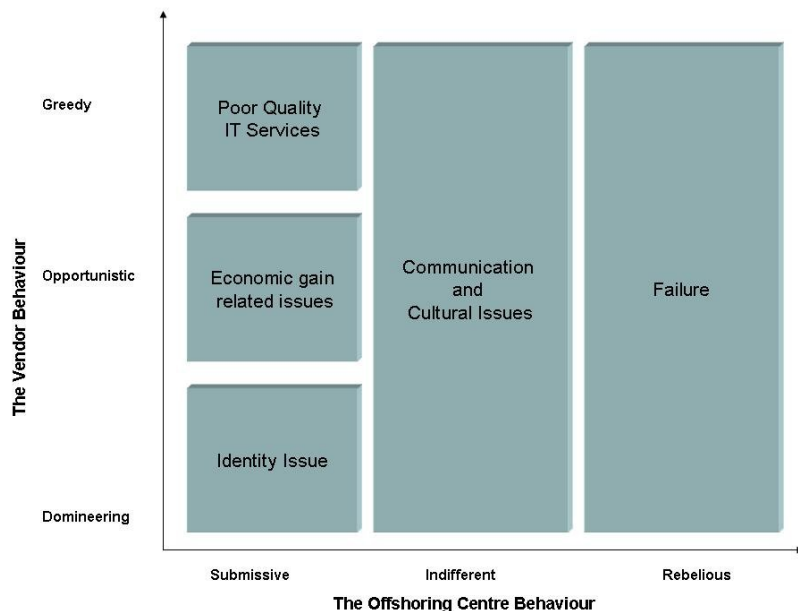 Greedy
Poor Quality
IT Services
The Vendor Behaviour
Opportunistic
Economic gain
related issues
Communication
and
Cultural Issues
Failure
Identity Issue
Domineering
Submissive
Indifferent
Rebelious
The Offshoring Centre Behaviour